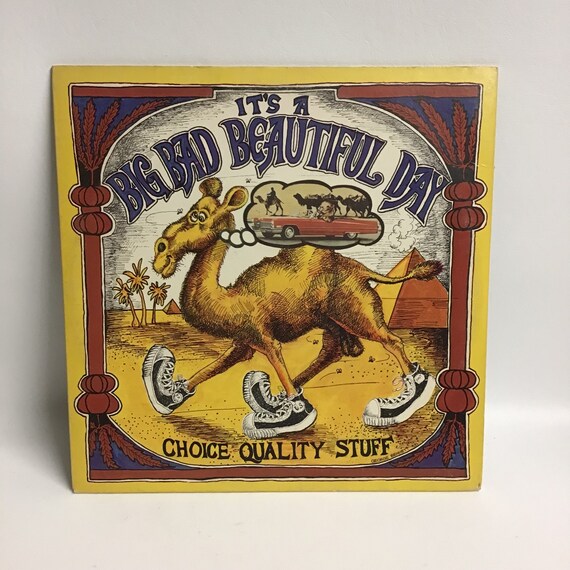 IT'S A
BIG BAD BEAUTIFUL DAY
CHOICE QUALITY STUFF